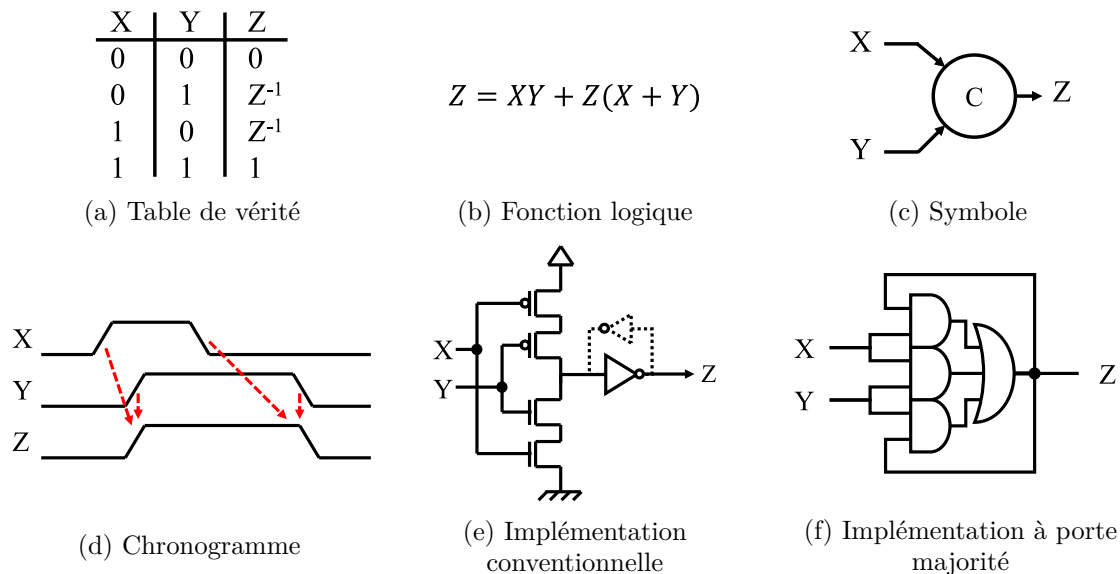 X Y Z
0 0 0
0 1 Z⁻¹
1 0 Z⁻¹
1 1 1
(a) Table de vérité
Z = XY + Z(X + Y)
(b) Fonction logique
X
Y
C
Z
(c) Symbole
X
Y
Z
(d) Chronogramme
X
Y
Z
(e) Implémentation
conventionnelle
X
Y
Z
(f) Implémentation à porte
majorité